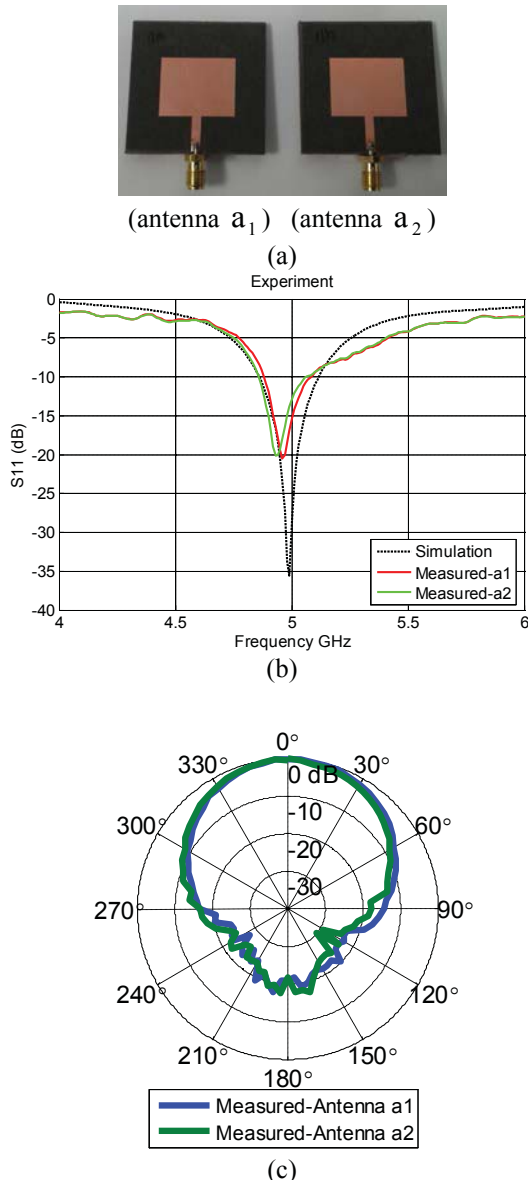 (antenna a₁) (antenna a₂)
(a)
Experiment
0
-5
-10
-15
-20
-25
-30
-35
-40
S11 (dB)
Simulation
Measured-a1
Measured-a2
4 4.5 5 5.5 6
Frequency GHz
(b)
0°
330° 30°
0 dB
-10
300° 60°
-20
-30
270° 90°
240° 120°
210° 150°
180°
Measured-Antenna a1
Measured-Antenna a2
(c)